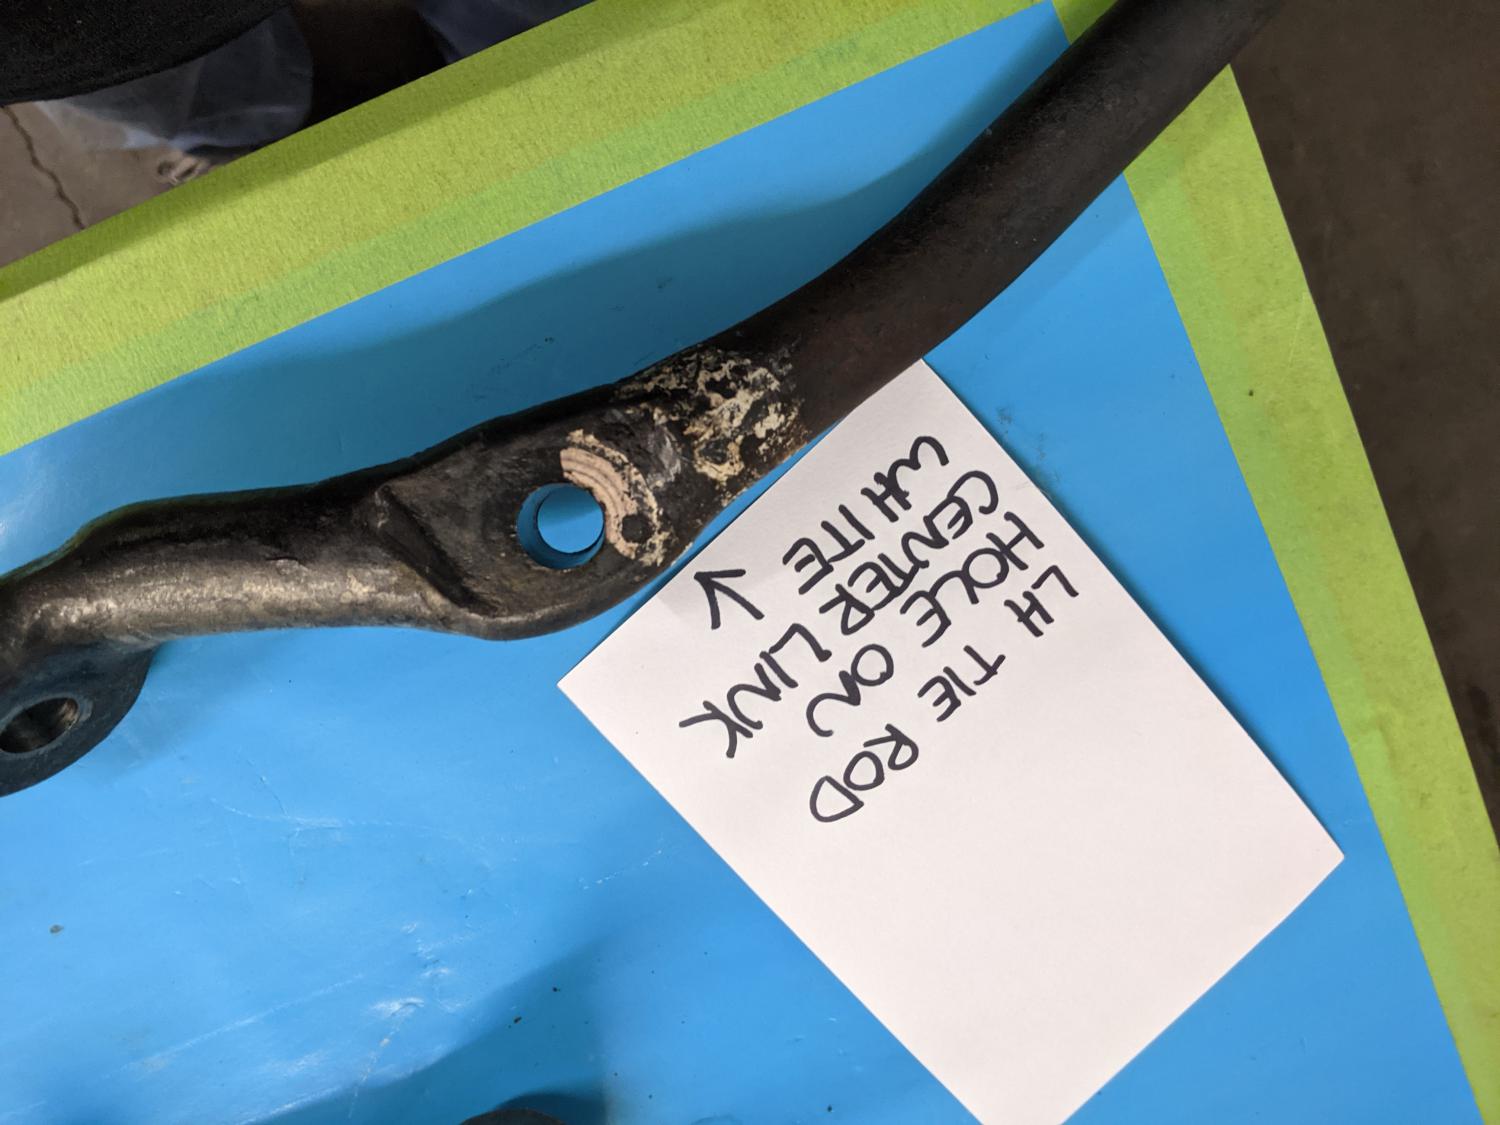 LH TIE ROD
HOLE ON
CENTER LINK
WHITE